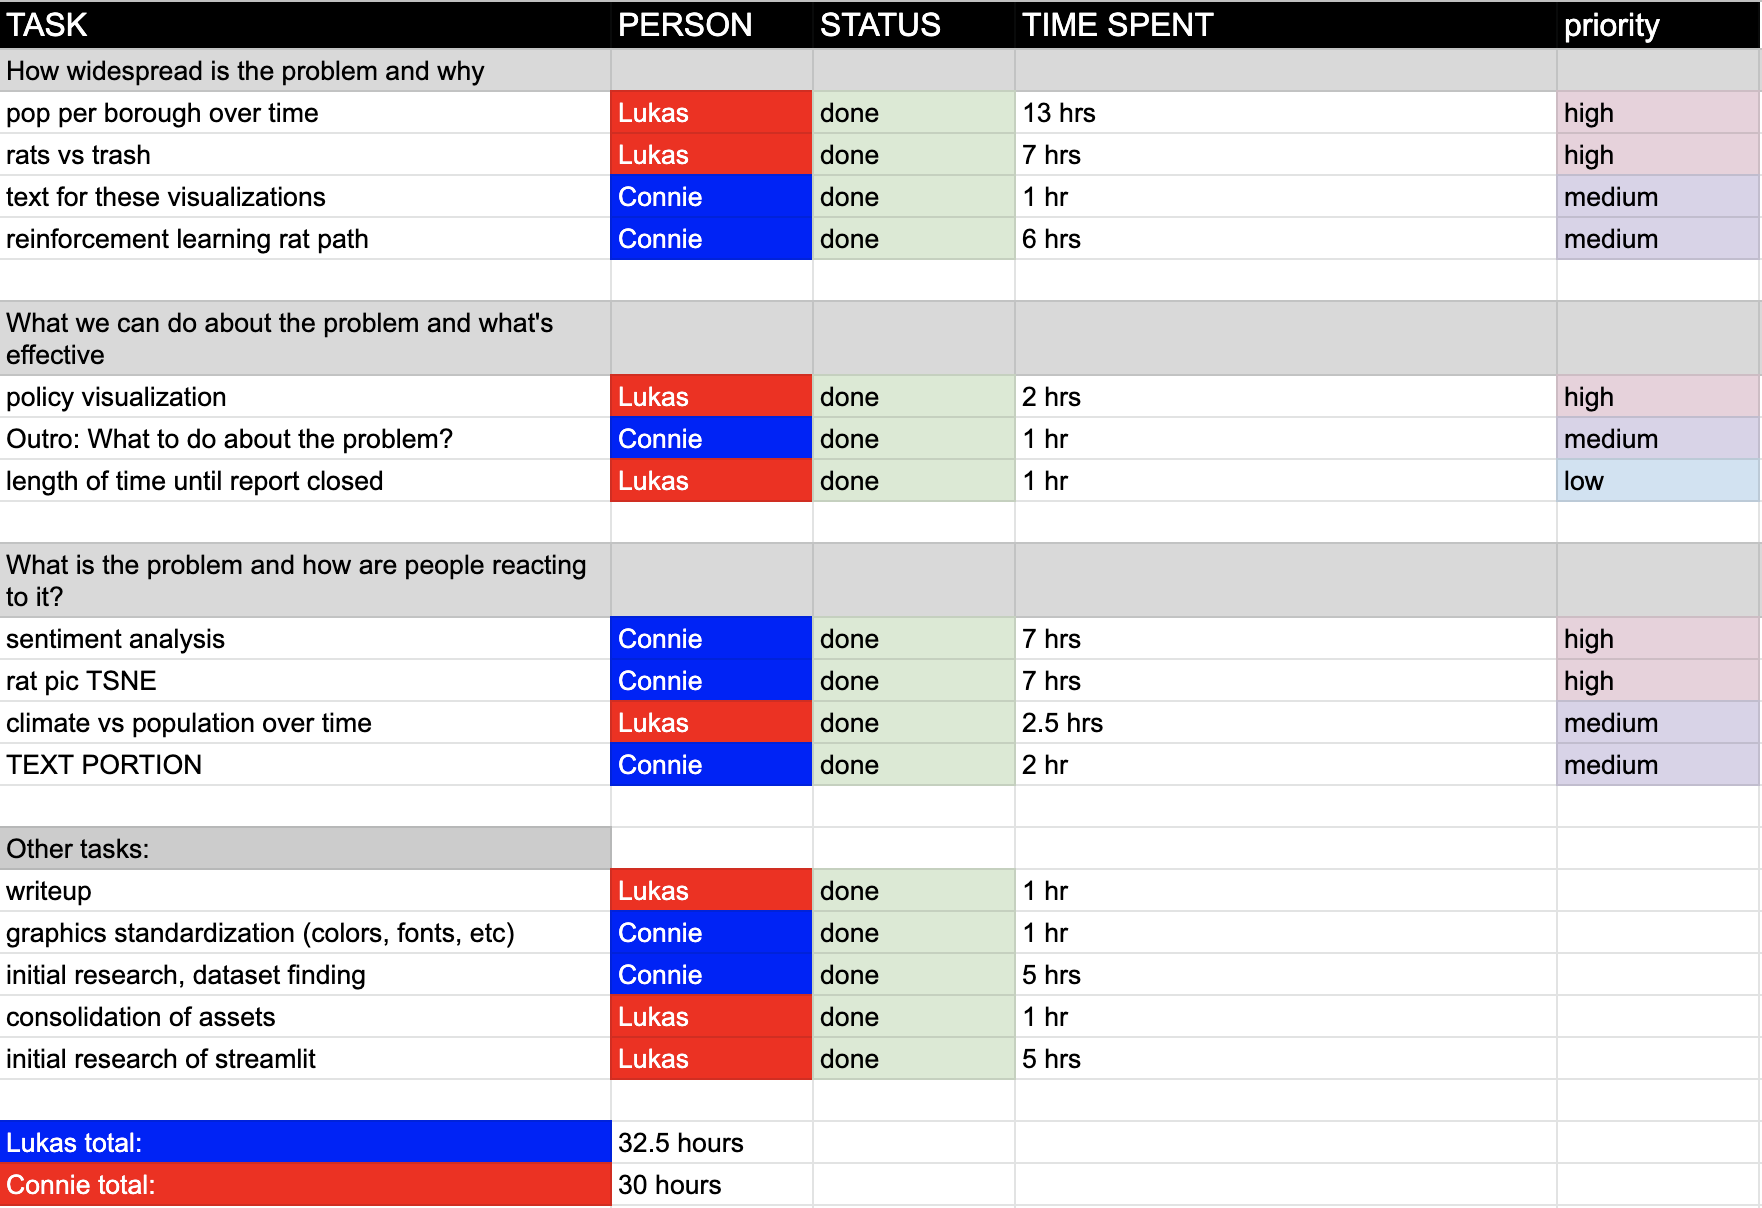 TASK PERSON STATUS TIME SPENT priority
How widespread is the problem and why
pop per borough over time Lukas done 13 hrs high
rats vs trash Lukas done 7 hrs high
text for these visualizations Connie done 1 hr medium
reinforcement learning rat path Connie done 6 hrs medium
What we can do about the problem and what's
effective
policy visualization Lukas done 2 hrs high
Outro: What to do about the problem? Connie done 1 hr medium
length of time until report closed Lukas done 1 hr low
What is the problem and how are people reacting
to it?
sentiment analysis Connie done 7 hrs high
rat pic TSNE Connie done 7 hrs high
climate vs population over time Lukas done 2.5 hrs medium
TEXT PORTION Connie done 2 hr medium
Other tasks:
writeup Lukas done 1 hr
graphics standardization (colors, fonts, etc) Connie done 1 hr
initial research, dataset finding Connie done 5 hrs
consolidation of assets Lukas done 1 hr
initial research of streamlit Lukas done 5 hrs
Lukas total: 32.5 hours
Connie total: 30 hours